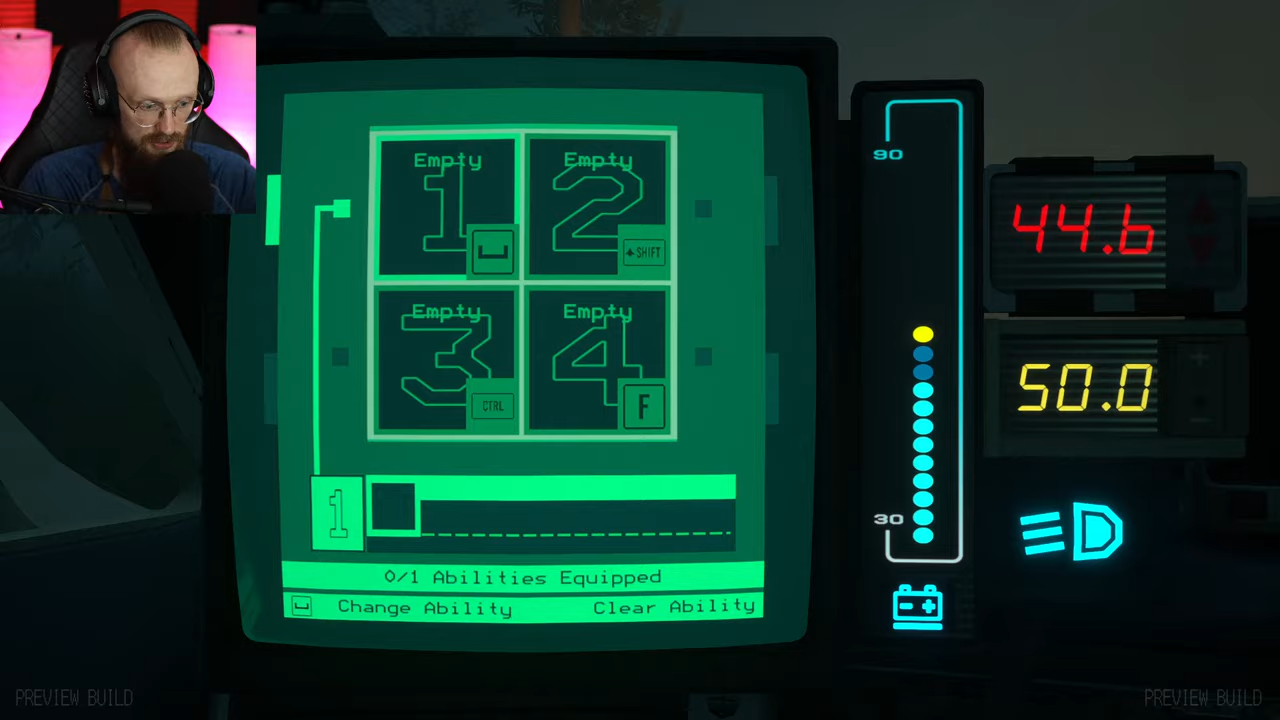 Empty
1
Empty
2
SHIFT
Empty
3
CTRL
Empty
4
F
1
0/1 Abilities Equipped
Change Ability
Clear Ability
90
30
44.6
50.0
PREVIEW BUILD
PREVIEW BUILD